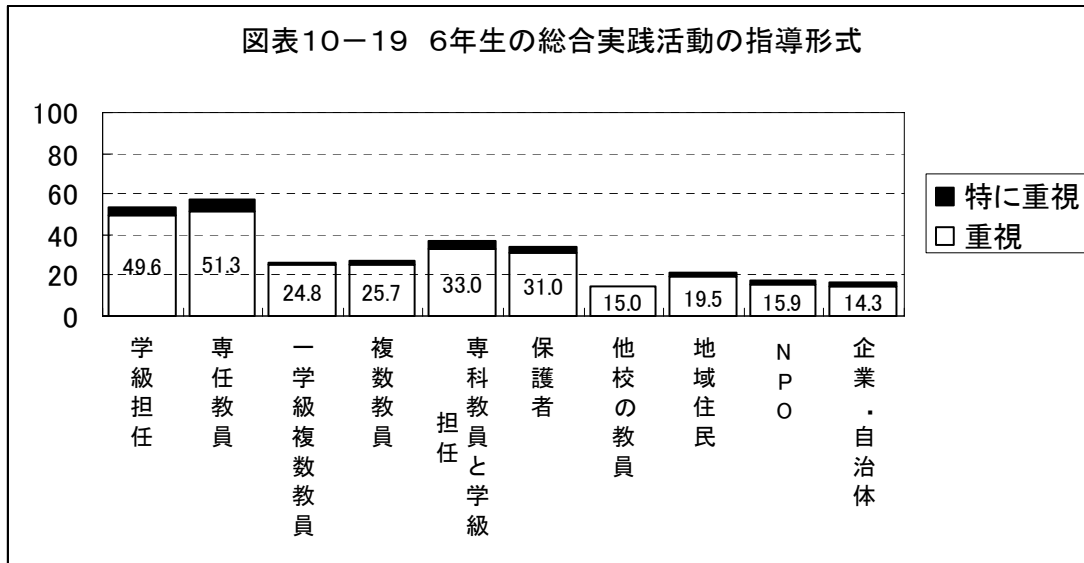 図表10－19 6年生の総合実践活動の指導形式
100
80
60
40
20
0
49.6
51.3
24.8
25.7
33.0
31.0
15.0
19.5
15.9
14.3
学級担任
専任教員
一学級複数教員
複数教員
専科教員と学級
担任
保護者
他校の教員
地域住民
NPO
企業・自治体
■特に重視
□重視